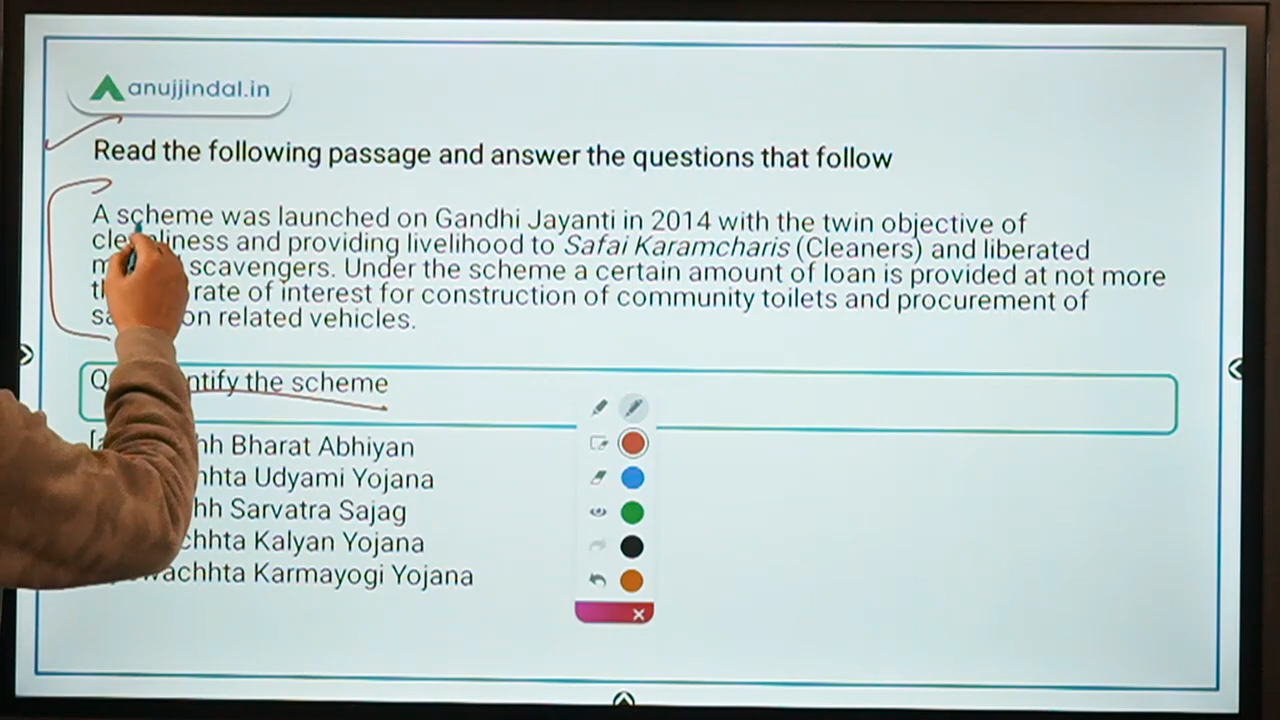 anujjindal.in
Read the following passage and answer the questions that follow
A scheme was launched on Gandhi Jayanti in 2014 with the twin objective of
and providing livelihood to Safai Karamcharis (Cleaners) and liberated
scavengers. Under the scheme a certain amount of loan is provided at not more
rate of interest for construction of community toilets and procurement of
related vehicles.
the scheme
Bharat Abhiyan
Udyami Yojana
Sarvatra Sajag
Kalyan Yojana
Karmayogi Yojana